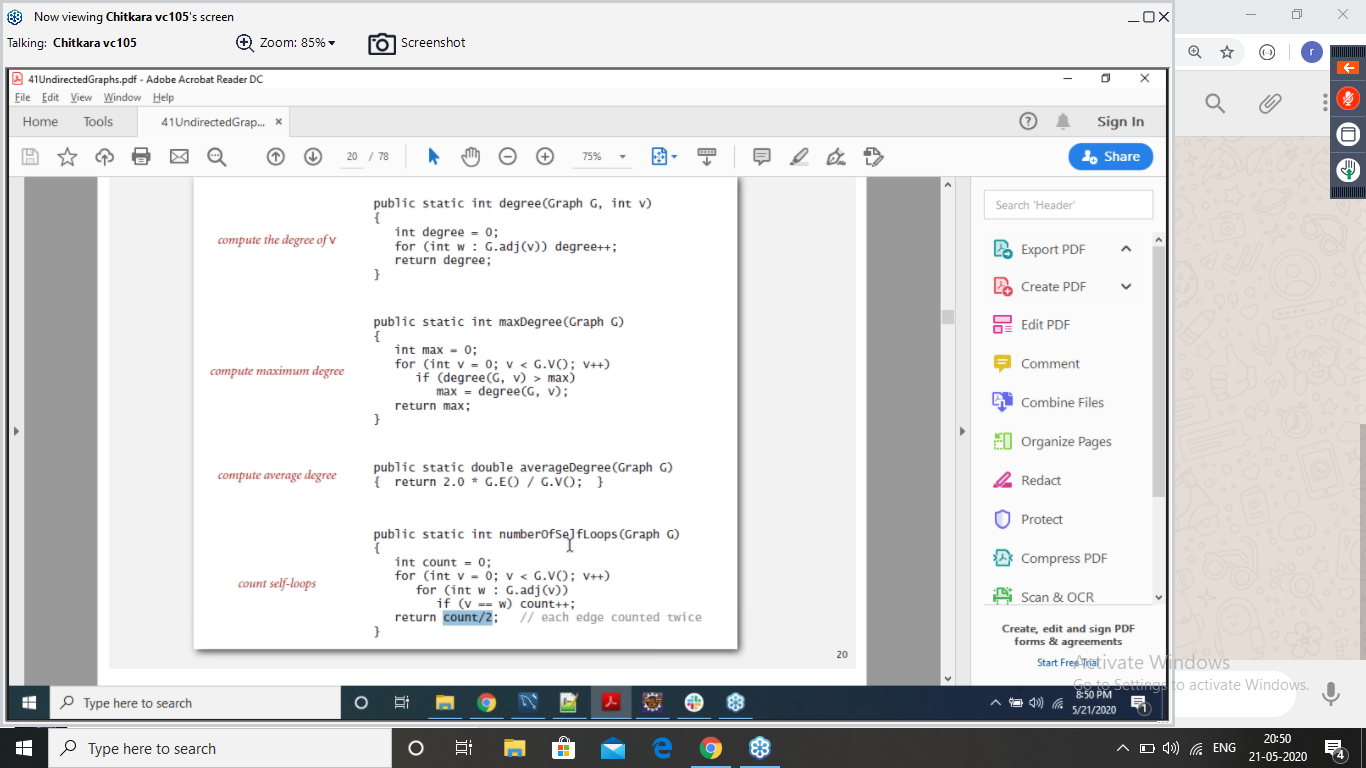 Now viewing Chitkara vc105's screen
Talking: Chitkara vc105
Zoom: 85%
Screenshot
41UndirectedGraphs.pdf - Adobe Acrobat Reader DC
File Edit View Window Help
Home Tools 41UndirectedGrap... × Sign In
20 / 78 75% Share
public static int degree(Graph G, int v)
{
compute the degree of v
int degree = 0;
for (int w : G.adj(v)) degree++;
return degree;
}
public static int maxDegree(Graph G)
{
int max = 0;
for (int v = 0; v < G.V(); v++)
compute maximum degree
if (degree(G, v) > max)
max = degree(G, v);
return max;
}
compute average degree
public static double averageDegree(Graph G)
{ return 2.0 * G.E() / G.V(); }
public static int numberOfSelfLoops(Graph G)
{
int count = 0;
for (int v = 0; v < G.V(); v++)
count self-loops
for (int w : G.adj(v))
if (v == w) count++;
return count/2; // each edge counted twice
}
20
Search 'Header'
Export PDF
Create PDF
Edit PDF
Comment
Combine Files
Organize Pages
Redact
Protect
Compress PDF
Scan & OCR
Create, edit and sign PDF
forms & agreements
Start Free Trial
Activate Windows
Go to Settings to activate Windows.
r
Type here to search
8:50 PM
5/21/2020
1
Type here to search
ENG
20:50
21-05-2020
4